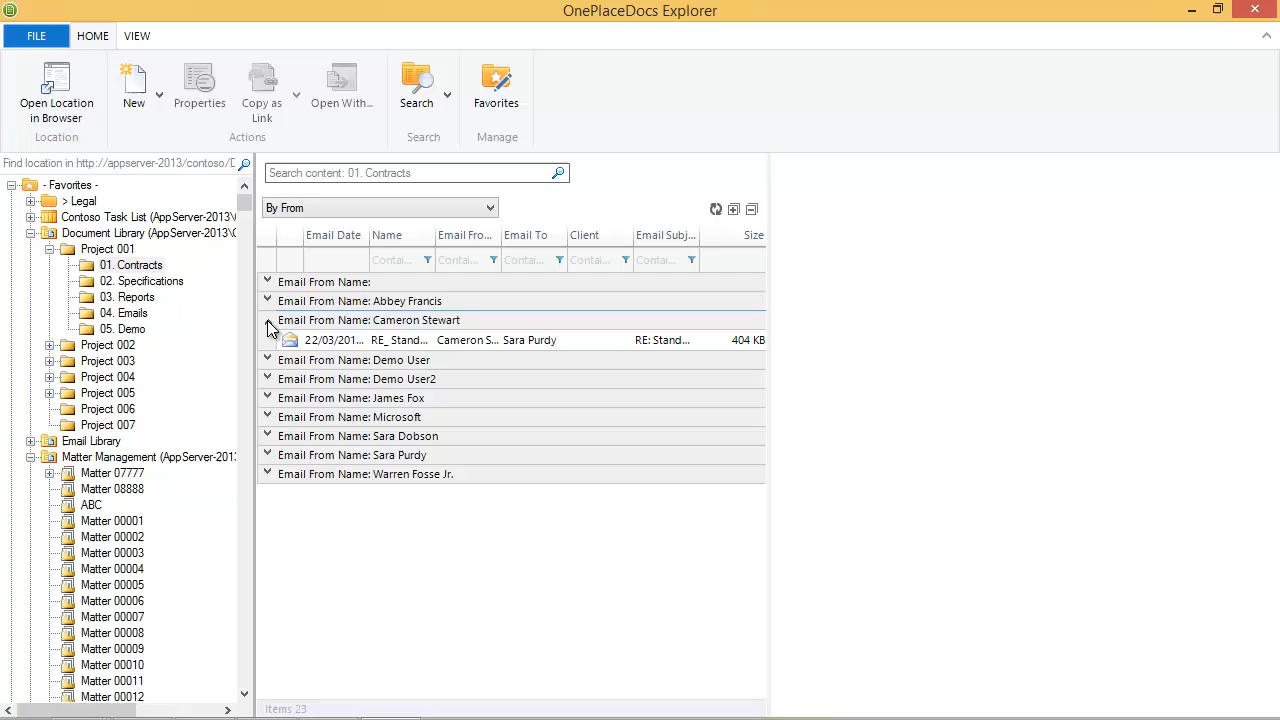 OnePlaceDocs Explorer
FILE HOME VIEW
Open Location
in Browser
New
Properties
Copy as
Link
Open With...
Search
Favorites
Location
Actions
Search
Manage
Find location in http://appserver-2013/contoso/D
- Favorites -
> Legal
Contoso Task List (AppServer-2013\
Document Library (AppServer-2013\
Project 001
01. Contracts
02. Specifications
03. Reports
04. Emails
05. Demo
Project 002
Project 003
Project 004
Project 005
Project 006
Project 007
Email Library
Matter Management (AppServer-2013
Matter 07777
Matter 08888
ABC
Matter 00001
Matter 00002
Matter 00003
Matter 00004
Matter 00005
Matter 00006
Matter 00007
Matter 00008
Matter 00009
Matter 00010
Matter 00011
Matter 00012
Search content: 01. Contracts
By From
Email Date Name Email Fro... Email To Client Email Subj... Size
Contai... Contai... Contai... Contai... Contai...
Email From Name:
Email From Name: Abbey Francis
Email From Name: Cameron Stewart
22/03/201... RE_ Stand... Cameron S... Sara Purdy RE: Stand... 404 KB
Email From Name: Demo User
Email From Name: Demo User2
Email From Name: James Fox
Email From Name: Microsoft
Email From Name: Sara Dobson
Email From Name: Sara Purdy
Email From Name: Warren Fosse Jr.
Items 23